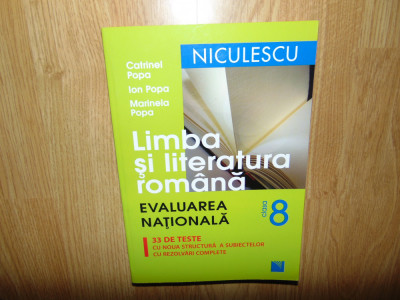 NICULESCU
Catrinel
Popa
Ion Popa
Marinela
Popa
Limba
și literatura
română
EVALUAREA
NAȚIONALĂ
clasa 8
33 DE TESTE
CU NOUA STRUCTURĂ A SUBIECTELOR
CU REZOLVĂRI COMPLETE